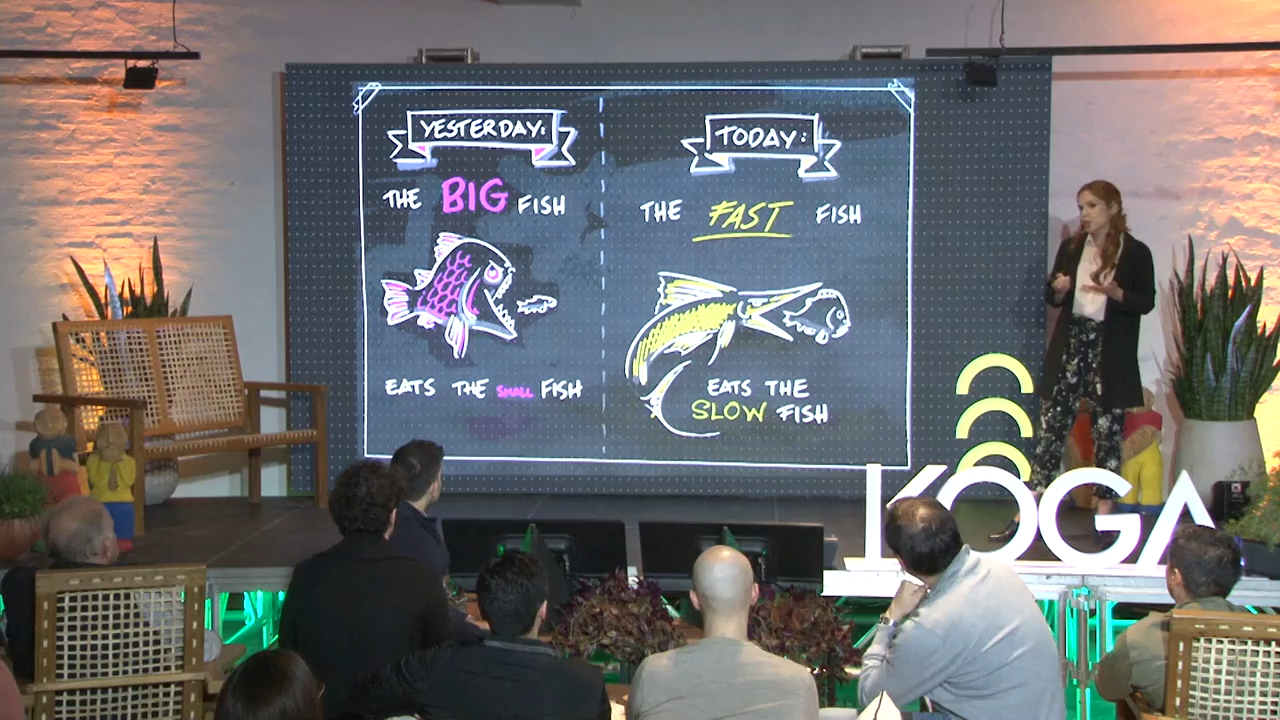 YESTERDAY:
THE BIG FISH
EATS THE SMALL FISH
TODAY:
THE FAST FISH
EATS THE
SLOW FISH
KOGA